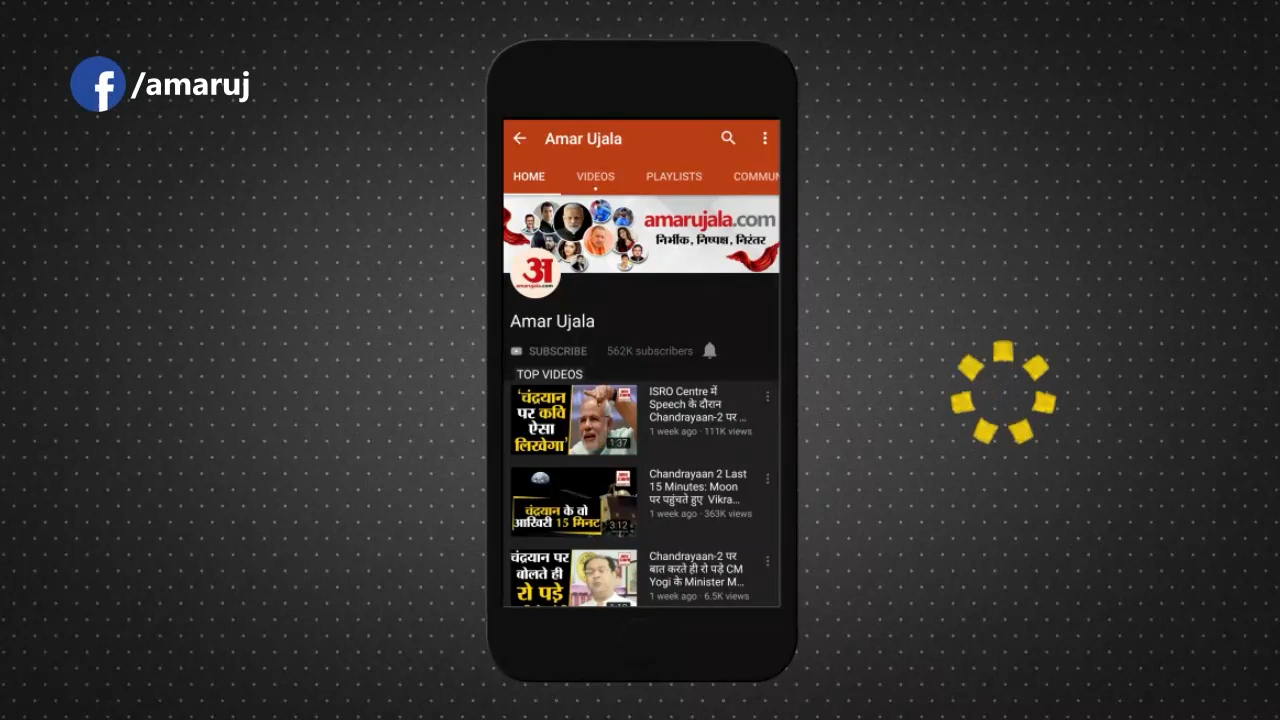 /amaruj
Amar Ujala
HOME VIDEOS PLAYLISTS COMMUN
amarujala.com
निर्भीक, निष्पक्ष, निरंतर
अ
amarujala.com
Amar Ujala
SUBSCRIBE 562K subscribers
TOP VIDEOS
'चंद्रयान
पर कवि
ऐसा
लिखेगा'
1:37
ISRO Centre में
Speech के दौरान
Chandrayaan-2 पर ...
1 week ago · 111K views
चंद्रयान के वो
आखिरी 15 मिनट
3:12
Chandrayaan 2 Last
15 Minutes: Moon
पर पहुंचते हुए Vikra...
1 week ago · 363K views
चंद्रयान पर
बोलते ही
रो पड़े
Chandrayaan-2 पर
बात करते ही रो पड़े CM
Yogi के Minister M...
1 week ago · 6.5K views